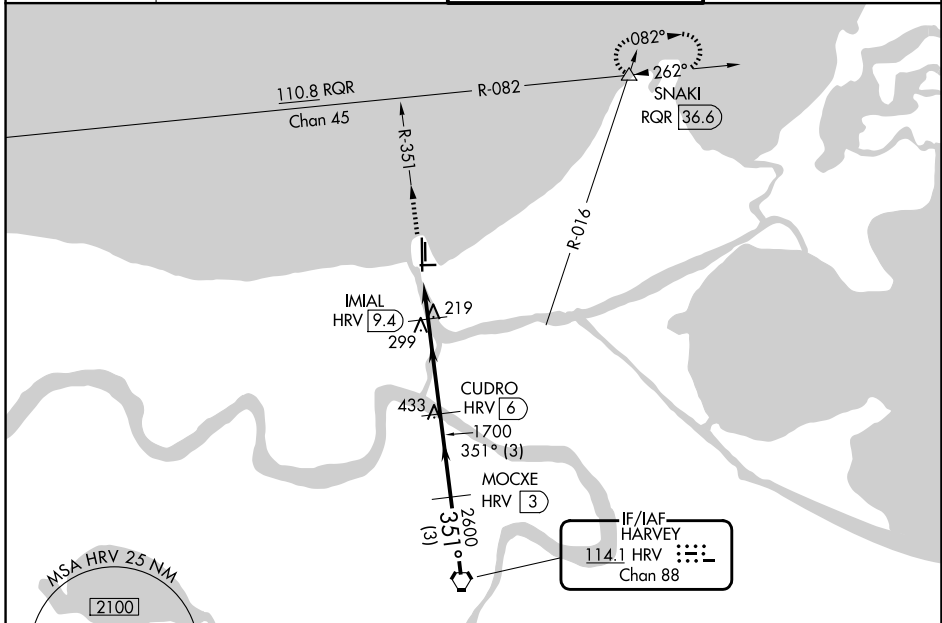 082°
262°
SNAKI
RQR 36.6
110.8 RQR
Chan 45
R-082
R-351
R-016
IMIAL
HRV 9.4
219
299
CUDRO
HRV 6
433
1700
351° (3)
MOCXE
HRV 3
2600
351°
(3)
IF/IAF
HARVEY
114.1 HRV
Chan 88
MSA HRV 25 NM
2100